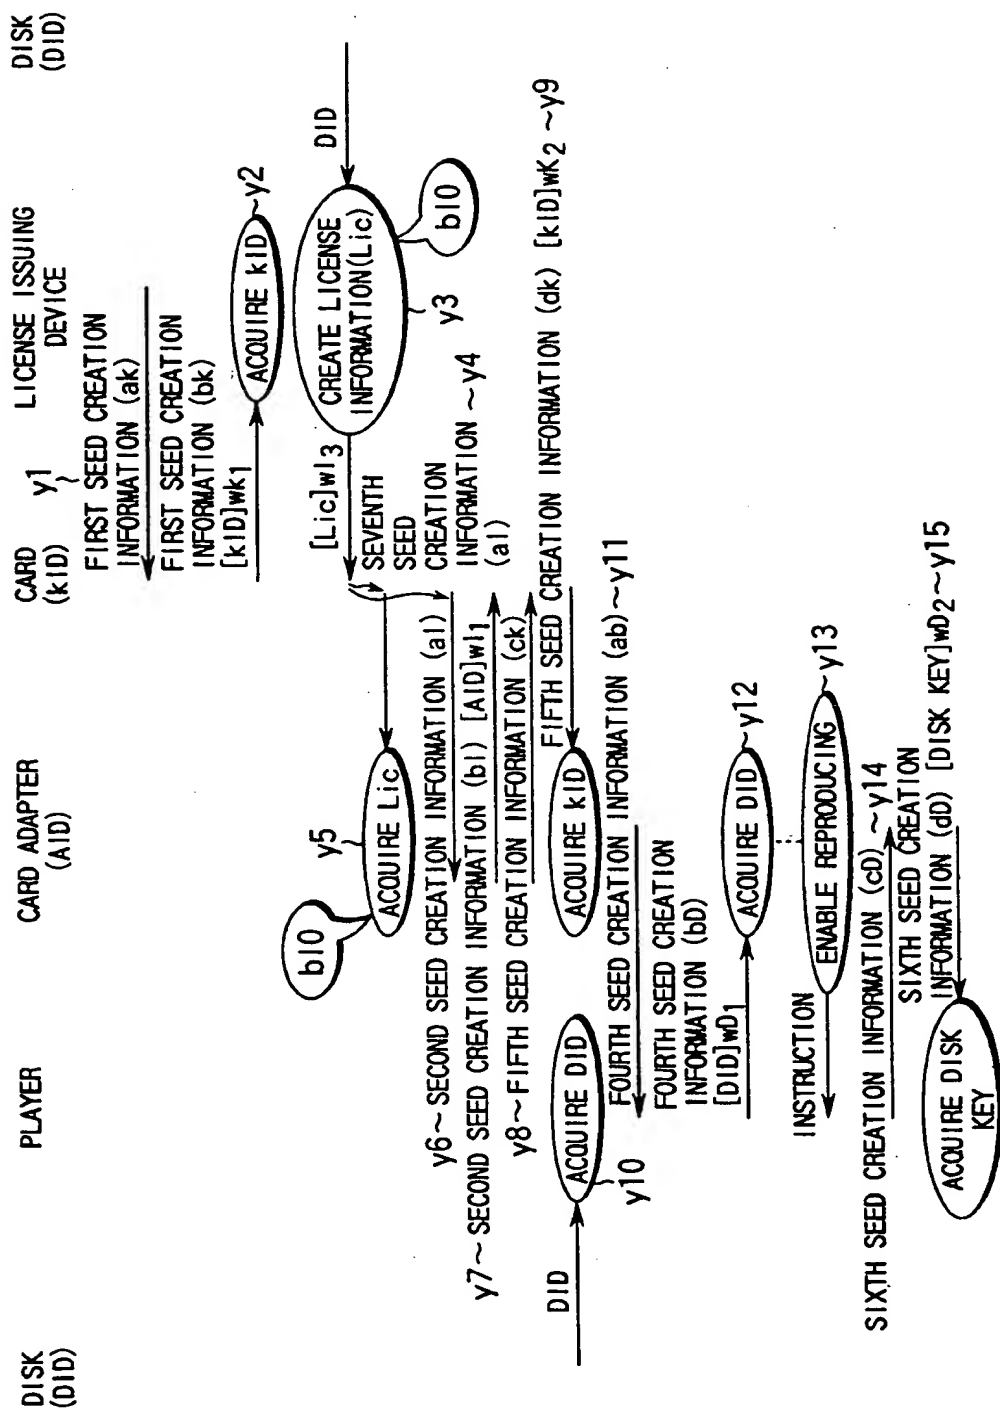 DISK
(DID)
PLAYER
CARD ADAPTER
(AID)
CARD
(kID)
LICENSE ISSUING
DEVICE
DISK
(DID)
y1
FIRST SEED CREATION
INFORMATION (ak)
FIRST SEED CREATION
INFORMATION (bk)
[kID]wk1
ACQUIRE kID
~y2
DID
CREATE LICENSE
INFORMATION(Lic)
b10
y3
[Lic]wI3
SEVENTH
SEED
CREATION
INFORMATION ~y4
(aI)
b10
y5
ACQUIRE Lic
y6~SECOND SEED CREATION INFORMATION (aI)
y7~SECOND SEED CREATION INFORMATION (bI) [AID]wI1
y8~FIFTH SEED CREATION INFORMATION (ck)
FIFTH SEED CREATION INFORMATION (dk) [kID]wK2 ~y9
ACQUIRE DID
ACQUIRE kID
y10
DID
FOURTH SEED CREATION INFORMATION (ab)~y11
FOURTH SEED CREATION
INFORMATION (bD)
[DID]wD1
ACQUIRE DID
~y12
INSTRUCTION
ENABLE REPRODUCING
~y13
SIXTH SEED CREATION INFORMATION (cD) ~y14
SIXTH SEED CREATION
INFORMATION (dD) [DISK KEY]wD2~y15
ACQUIRE DISK
KEY